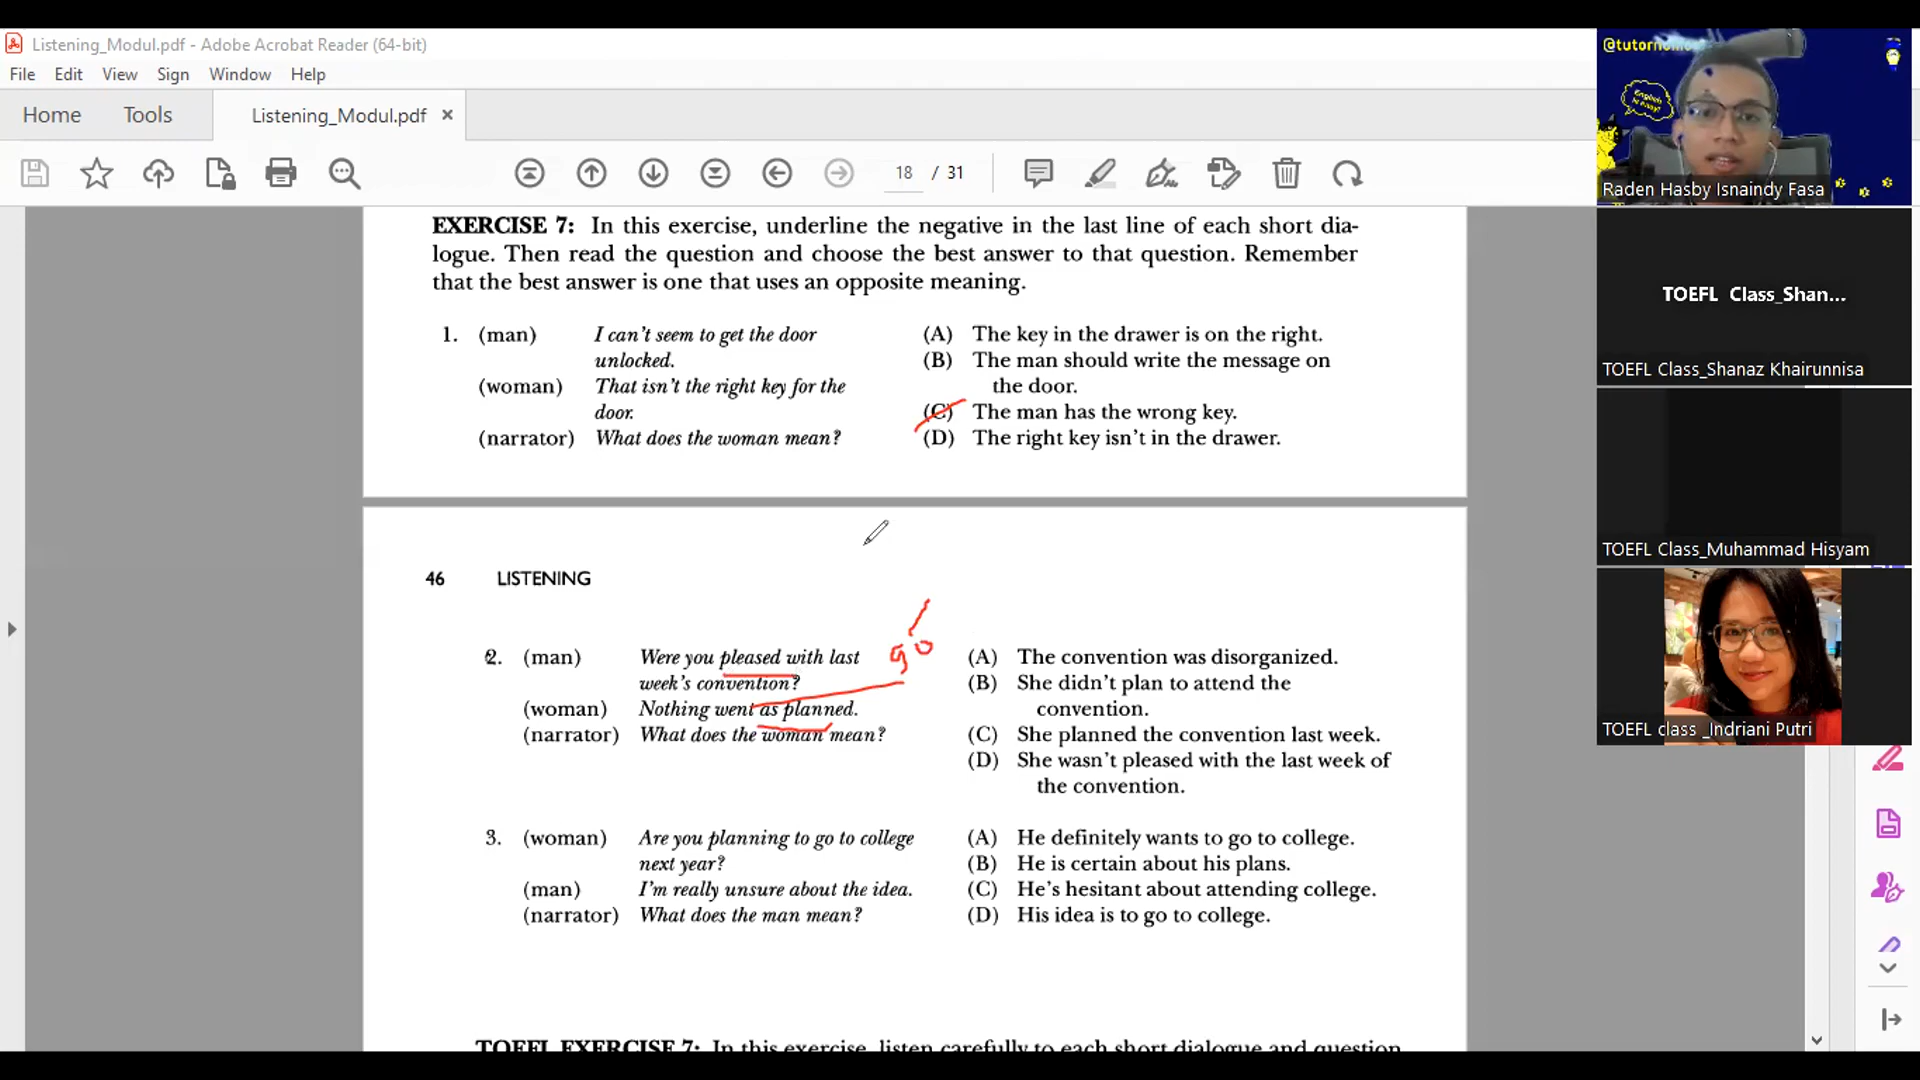 Listening_Modul.pdf - Adobe Acrobat Reader (64-bit)
File Edit View Sign Window Help
Home Tools Listening_Modul.pdf ×
18 / 31
EXERCISE 7: In this exercise, underline the negative in the last line of each short dia-
logue. Then read the question and choose the best answer to that question. Remember
that the best answer is one that uses an opposite meaning.
1. (man) I can't seem to get the door
unlocked.
(woman) That isn't the right key for the
door.
(narrator) What does the woman mean?
(A) The key in the drawer is on the right.
(B) The man should write the message on
the door.
(C) The man has the wrong key.
(D) The right key isn't in the drawer.
46 LISTENING
go
2. (man) Were you pleased with last
week's convention?
(woman) Nothing went as planned.
(narrator) What does the woman mean?
(A) The convention was disorganized.
(B) She didn't plan to attend the
convention.
(C) She planned the convention last week.
(D) She wasn't pleased with the last week of
the convention.
3. (woman) Are you planning to go to college
next year?
(man) I'm really unsure about the idea.
(narrator) What does the man mean?
(A) He definitely wants to go to college.
(B) He is certain about his plans.
(C) He's hesitant about attending college.
(D) His idea is to go to college.
TOEFL EXERCISE 7: In this exercise, listen carefully to each short dialogue and question
Raden Hasby Isnaindy Fasa
TOEFL Class_Shan...
TOEFL Class_Shanaz Khairunnisa
TOEFL Class_Muhammad Hisyam
TOEFL class _Indriani Putri